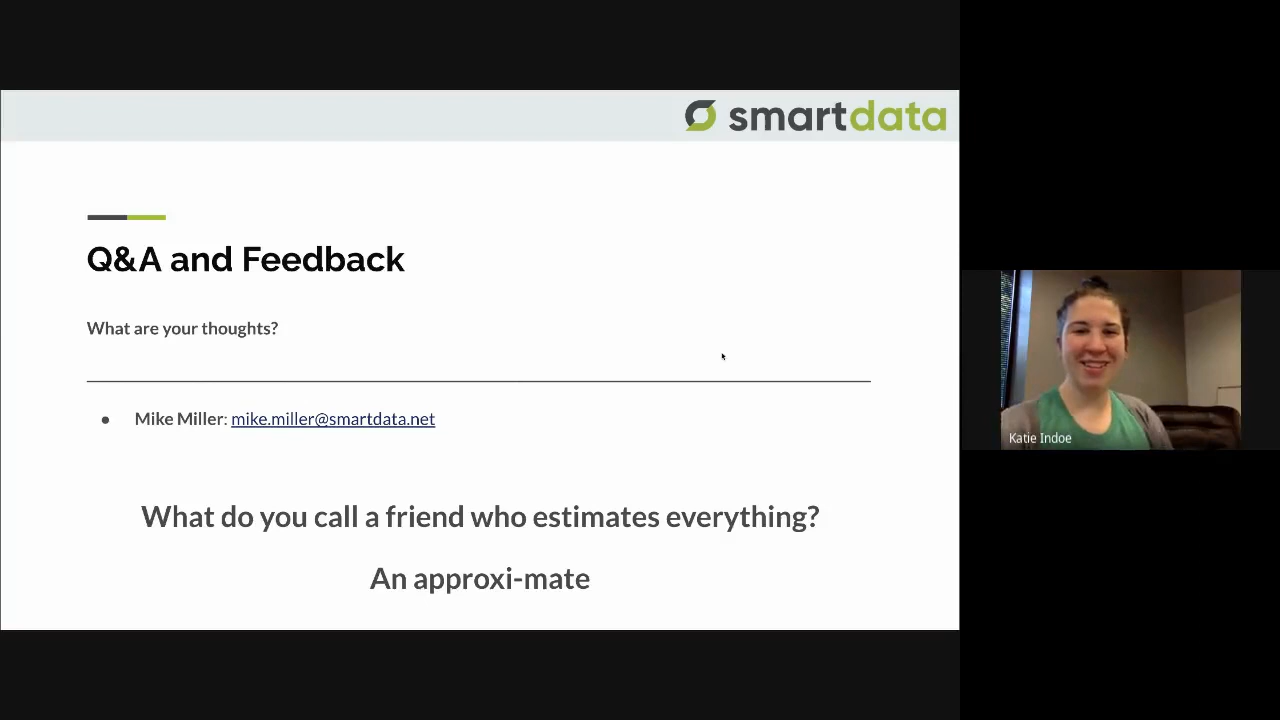 smartdata
Q&A and Feedback
What are your thoughts?
● Mike Miller: mike.miller@smartdata.net
Katie Indoe
What do you call a friend who estimates everything?
An approxi-mate